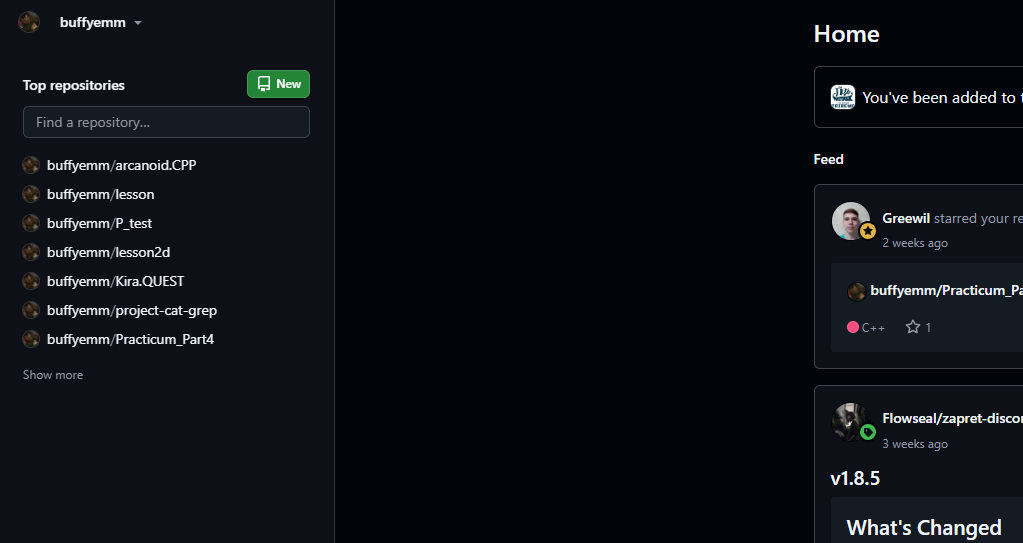 buffyemm
Top repositories
New
Find a repository...
buffyemm/arcanoid.CPP
buffyemm/lesson
buffyemm/P_test
buffyemm/lesson2d
buffyemm/Kira.QUEST
buffyemm/project-cat-grep
buffyemm/Practicum_Part4
Show more
Home
You've been added to
Feed
Greewil starred your re
2 weeks ago
buffyemm/Practicum_Pa
C++ 1
Flowseal/zapret-discor
3 weeks ago
v1.8.5
What's Changed